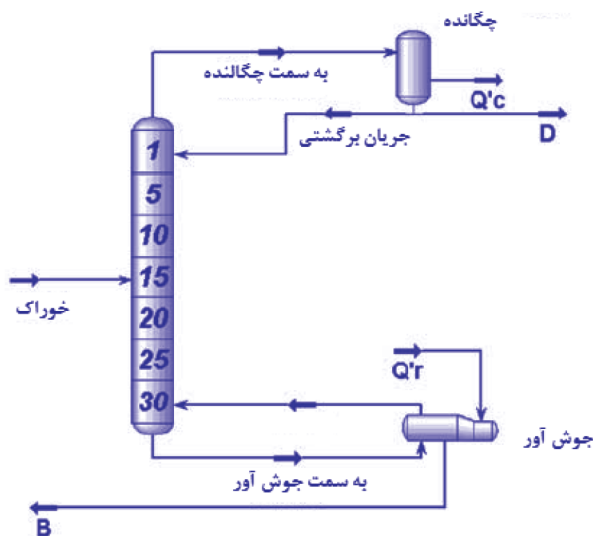 چگالنده
به سمت چگالنده
Q'c
جریان برگشتی
D
1
5
10
15
20
25
30
خوراک
Q'r
جوش آور
به سمت جوش آور
B